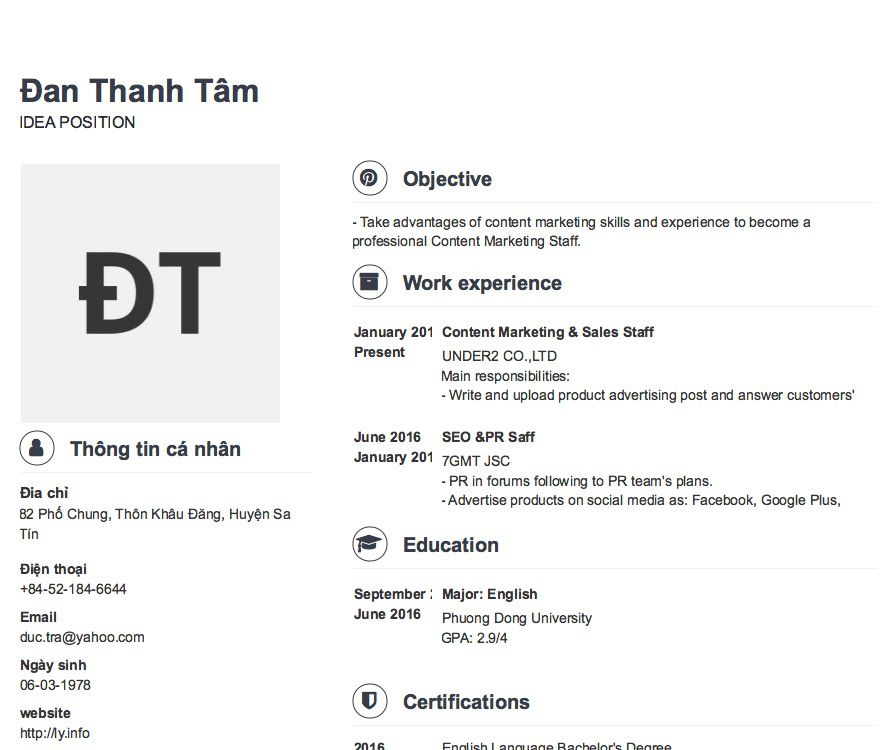 Đan Thanh Tâm
IDEA POSITION
ĐT
Thông tin cá nhân
Đia chỉ
82 Phố Chung, Thôn Khâu Đăng, Huyện Sa
Tín
Điện thoại
+84-52-184-6644
Email
duc.tra@yahoo.com
Ngày sinh
06-03-1978
website
http://ly.info
Objective
- Take advantages of content marketing skills and experience to become a
professional Content Marketing Staff.
Work experience
January 201 Content Marketing & Sales Staff
Present
UNDER2 CO.,LTD
Main responsibilities:
- Write and upload product advertising post and answer customers'
June 2016 SEO &PR Saff
January 201
7GMT JSC
- PR in forums following to PR team's plans.
- Advertise products on social media as: Facebook, Google Plus,
Education
September Major: English
June 2016
Phuong Dong University
GPA: 2.9/4
Certifications
2016 English Language Bachelor's Degree